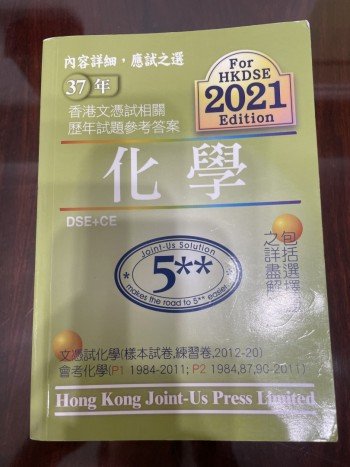 內容詳細，應試之選
37年
香港文憑試相關
歷年試題參考答案
For
HKDSE
2021
Edition
化學
DSE+CE
Joint-Us Solution
5**
makes the road to 5** easier
包括選擇題
之詳盡解
文憑試化學(樣本試卷,練習卷,2012-20)
會考化學(P1 1984-2011; P2 1984,87,90-2011)
Hong Kong Joint-Us Press Limited